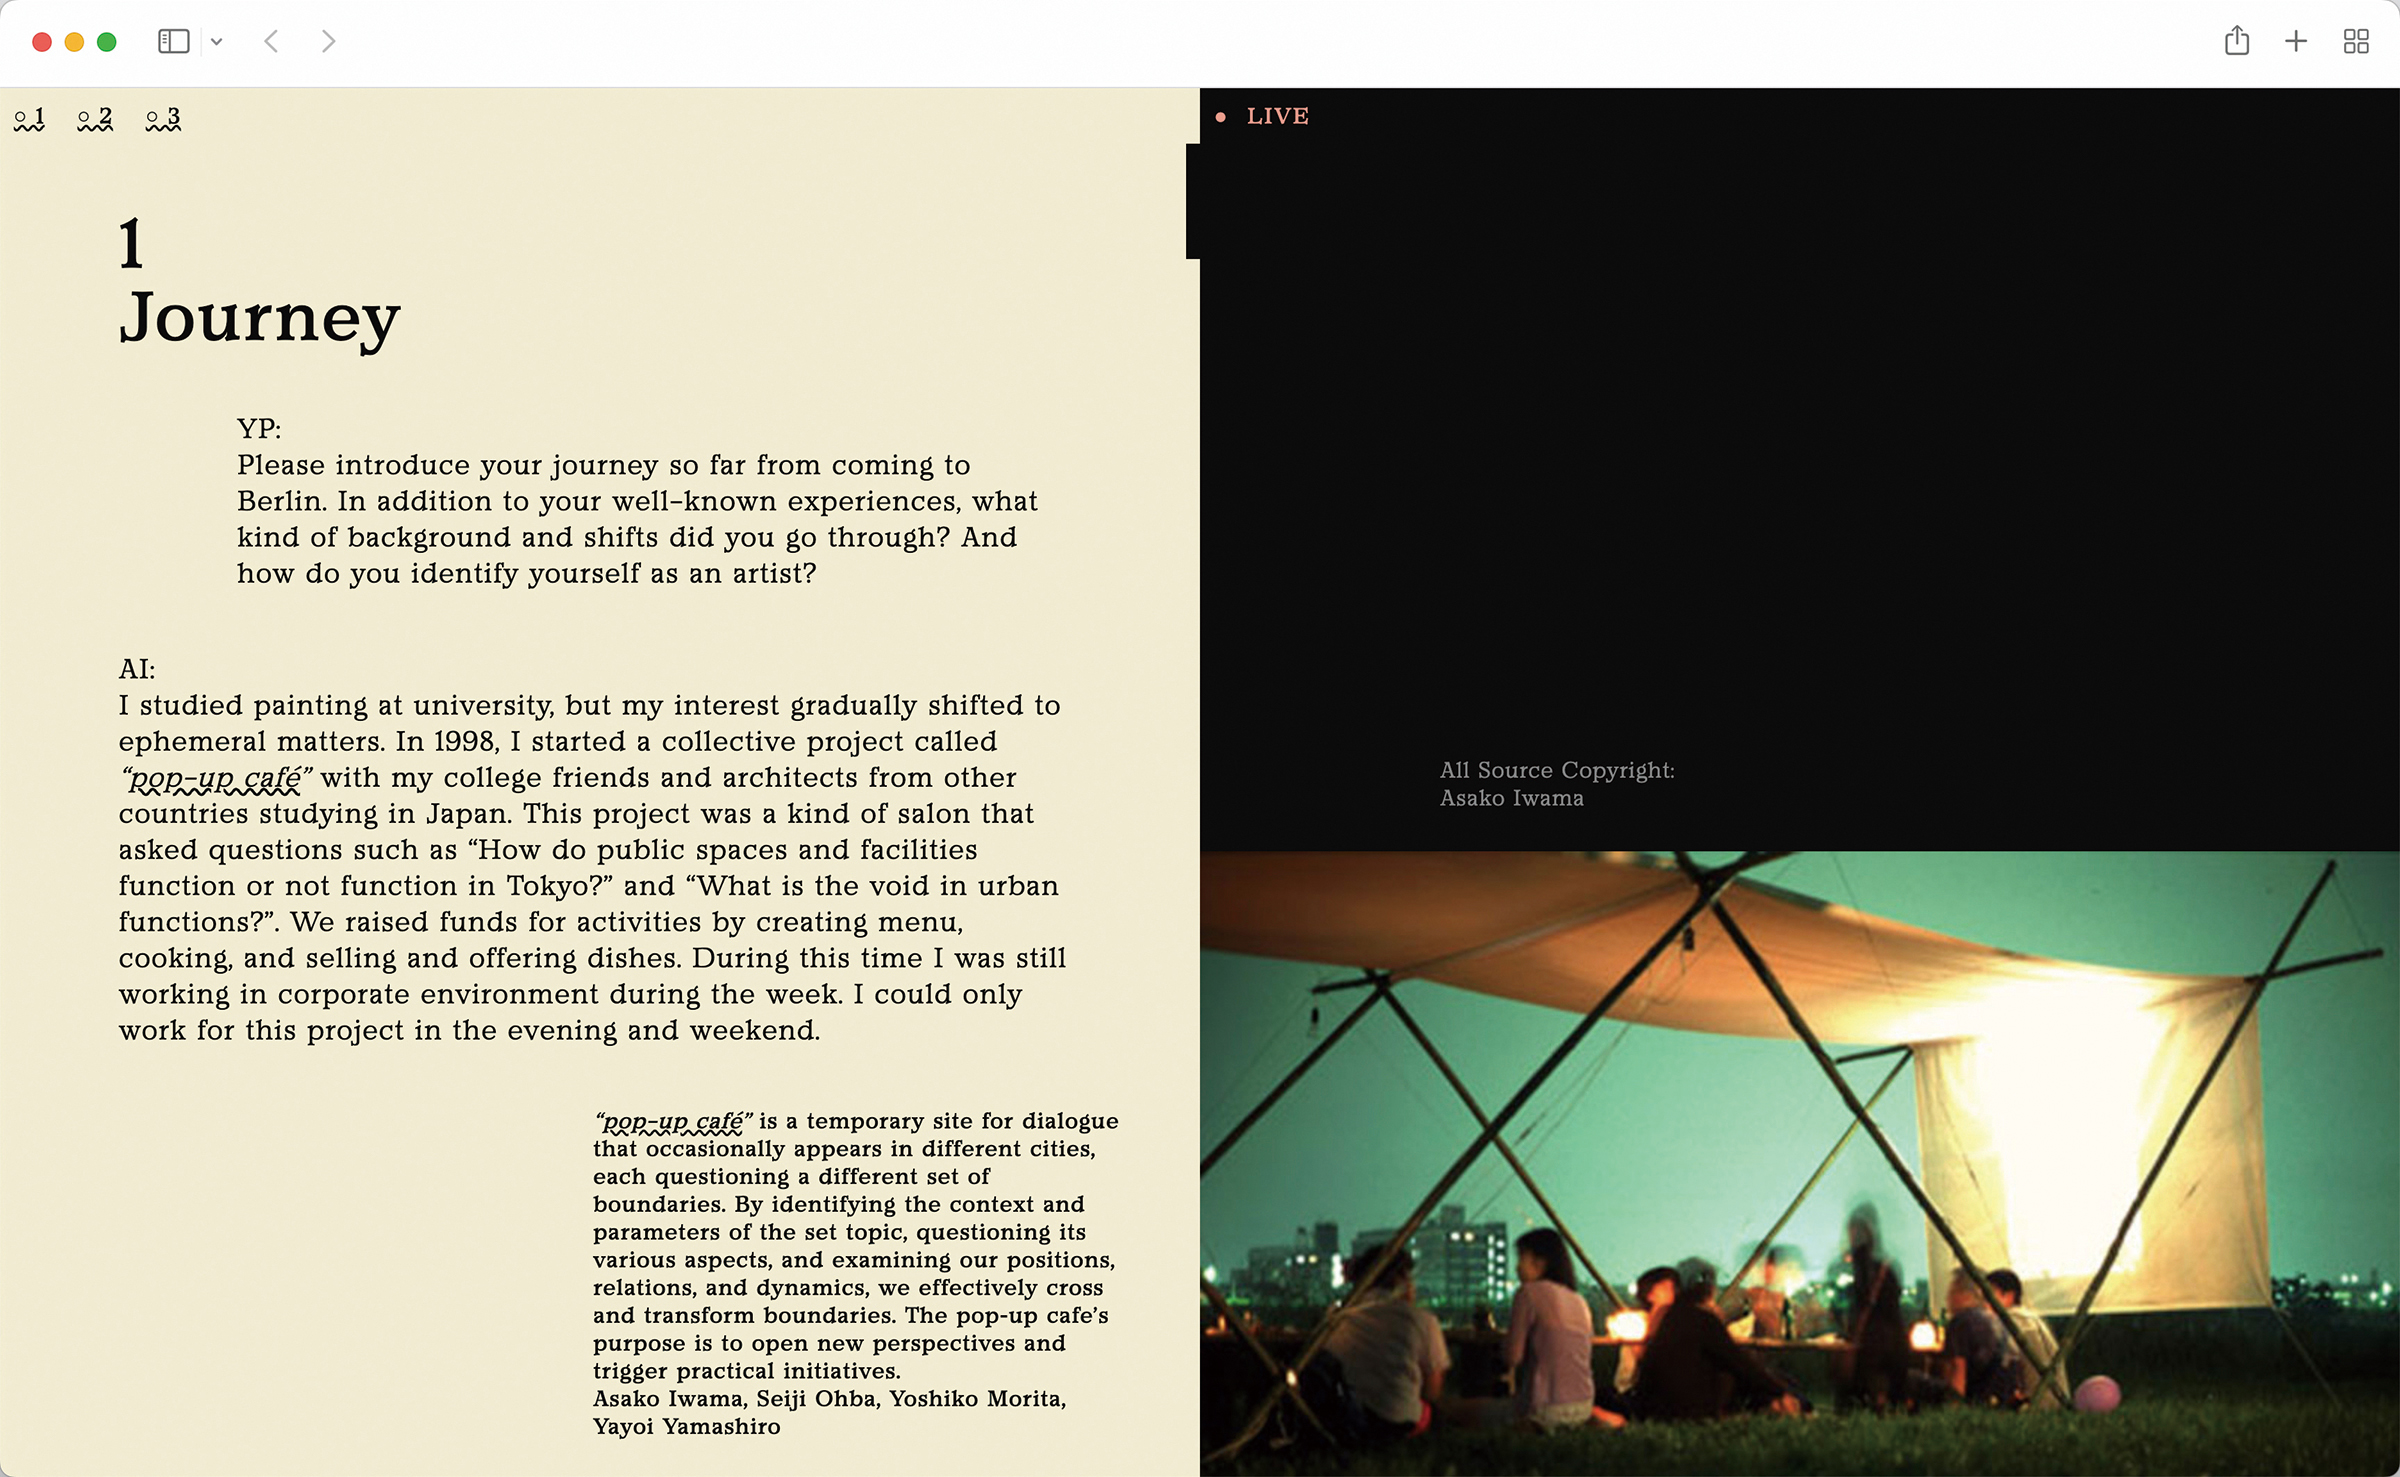 1
2
3
LIVE
1
Journey
YP:
Please introduce your journey so far from coming to
Berlin. In addition to your well–known experiences, what
kind of background and shifts did you go through? And
how do you identify yourself as an artist?
AI:
I studied painting at university, but my interest gradually shifted to
ephemeral matters. In 1998, I started a collective project called
“pop–up café” with my college friends and architects from other
countries studying in Japan. This project was a kind of salon that
asked questions such as “How do public spaces and facilities
function or not function in Tokyo?” and “What is the void in urban
functions?”. We raised funds for activities by creating menu,
cooking, and selling and offering dishes. During this time I was still
working in corporate environment during the week. I could only
work for this project in the evening and weekend.
“pop–up café” is a temporary site for dialogue
that occasionally appears in different cities,
each questioning a different set of
boundaries. By identifying the context and
parameters of the set topic, questioning its
various aspects, and examining our positions,
relations, and dynamics, we effectively cross
and transform boundaries. The pop-up cafe’s
purpose is to open new perspectives and
trigger practical initiatives.
Asako Iwama, Seiji Ohba, Yoshiko Morita,
Yayoi Yamashiro
All Source Copyright:
Asako Iwama